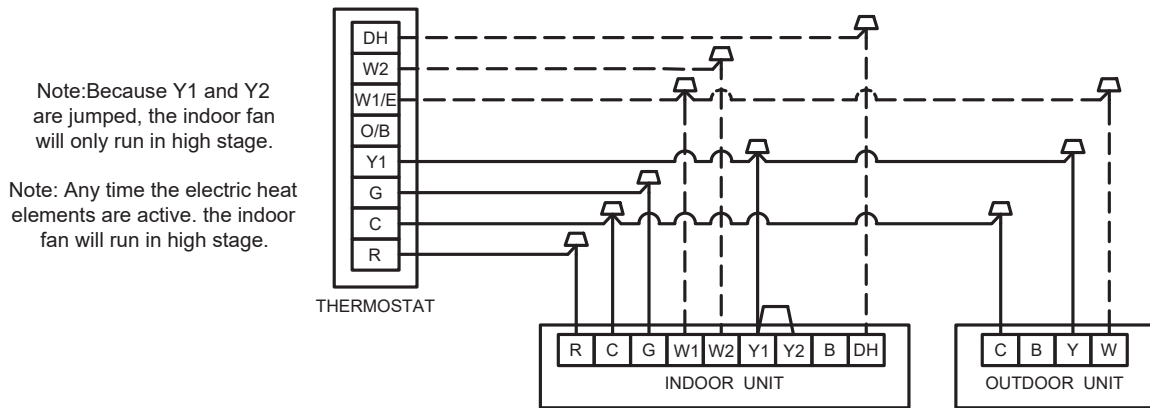 Note:Because Y1 and Y2
are jumped, the indoor fan
will only run in high stage.
Note: Any time the electric heat
elements are active. the indoor
fan will run in high stage.
DH
W2
W1/E
O/B
Y1
G
C
R
THERMOSTAT
R C G W1 W2 Y1 Y2 B DH
INDOOR UNIT
C B Y W
OUTDOOR UNIT